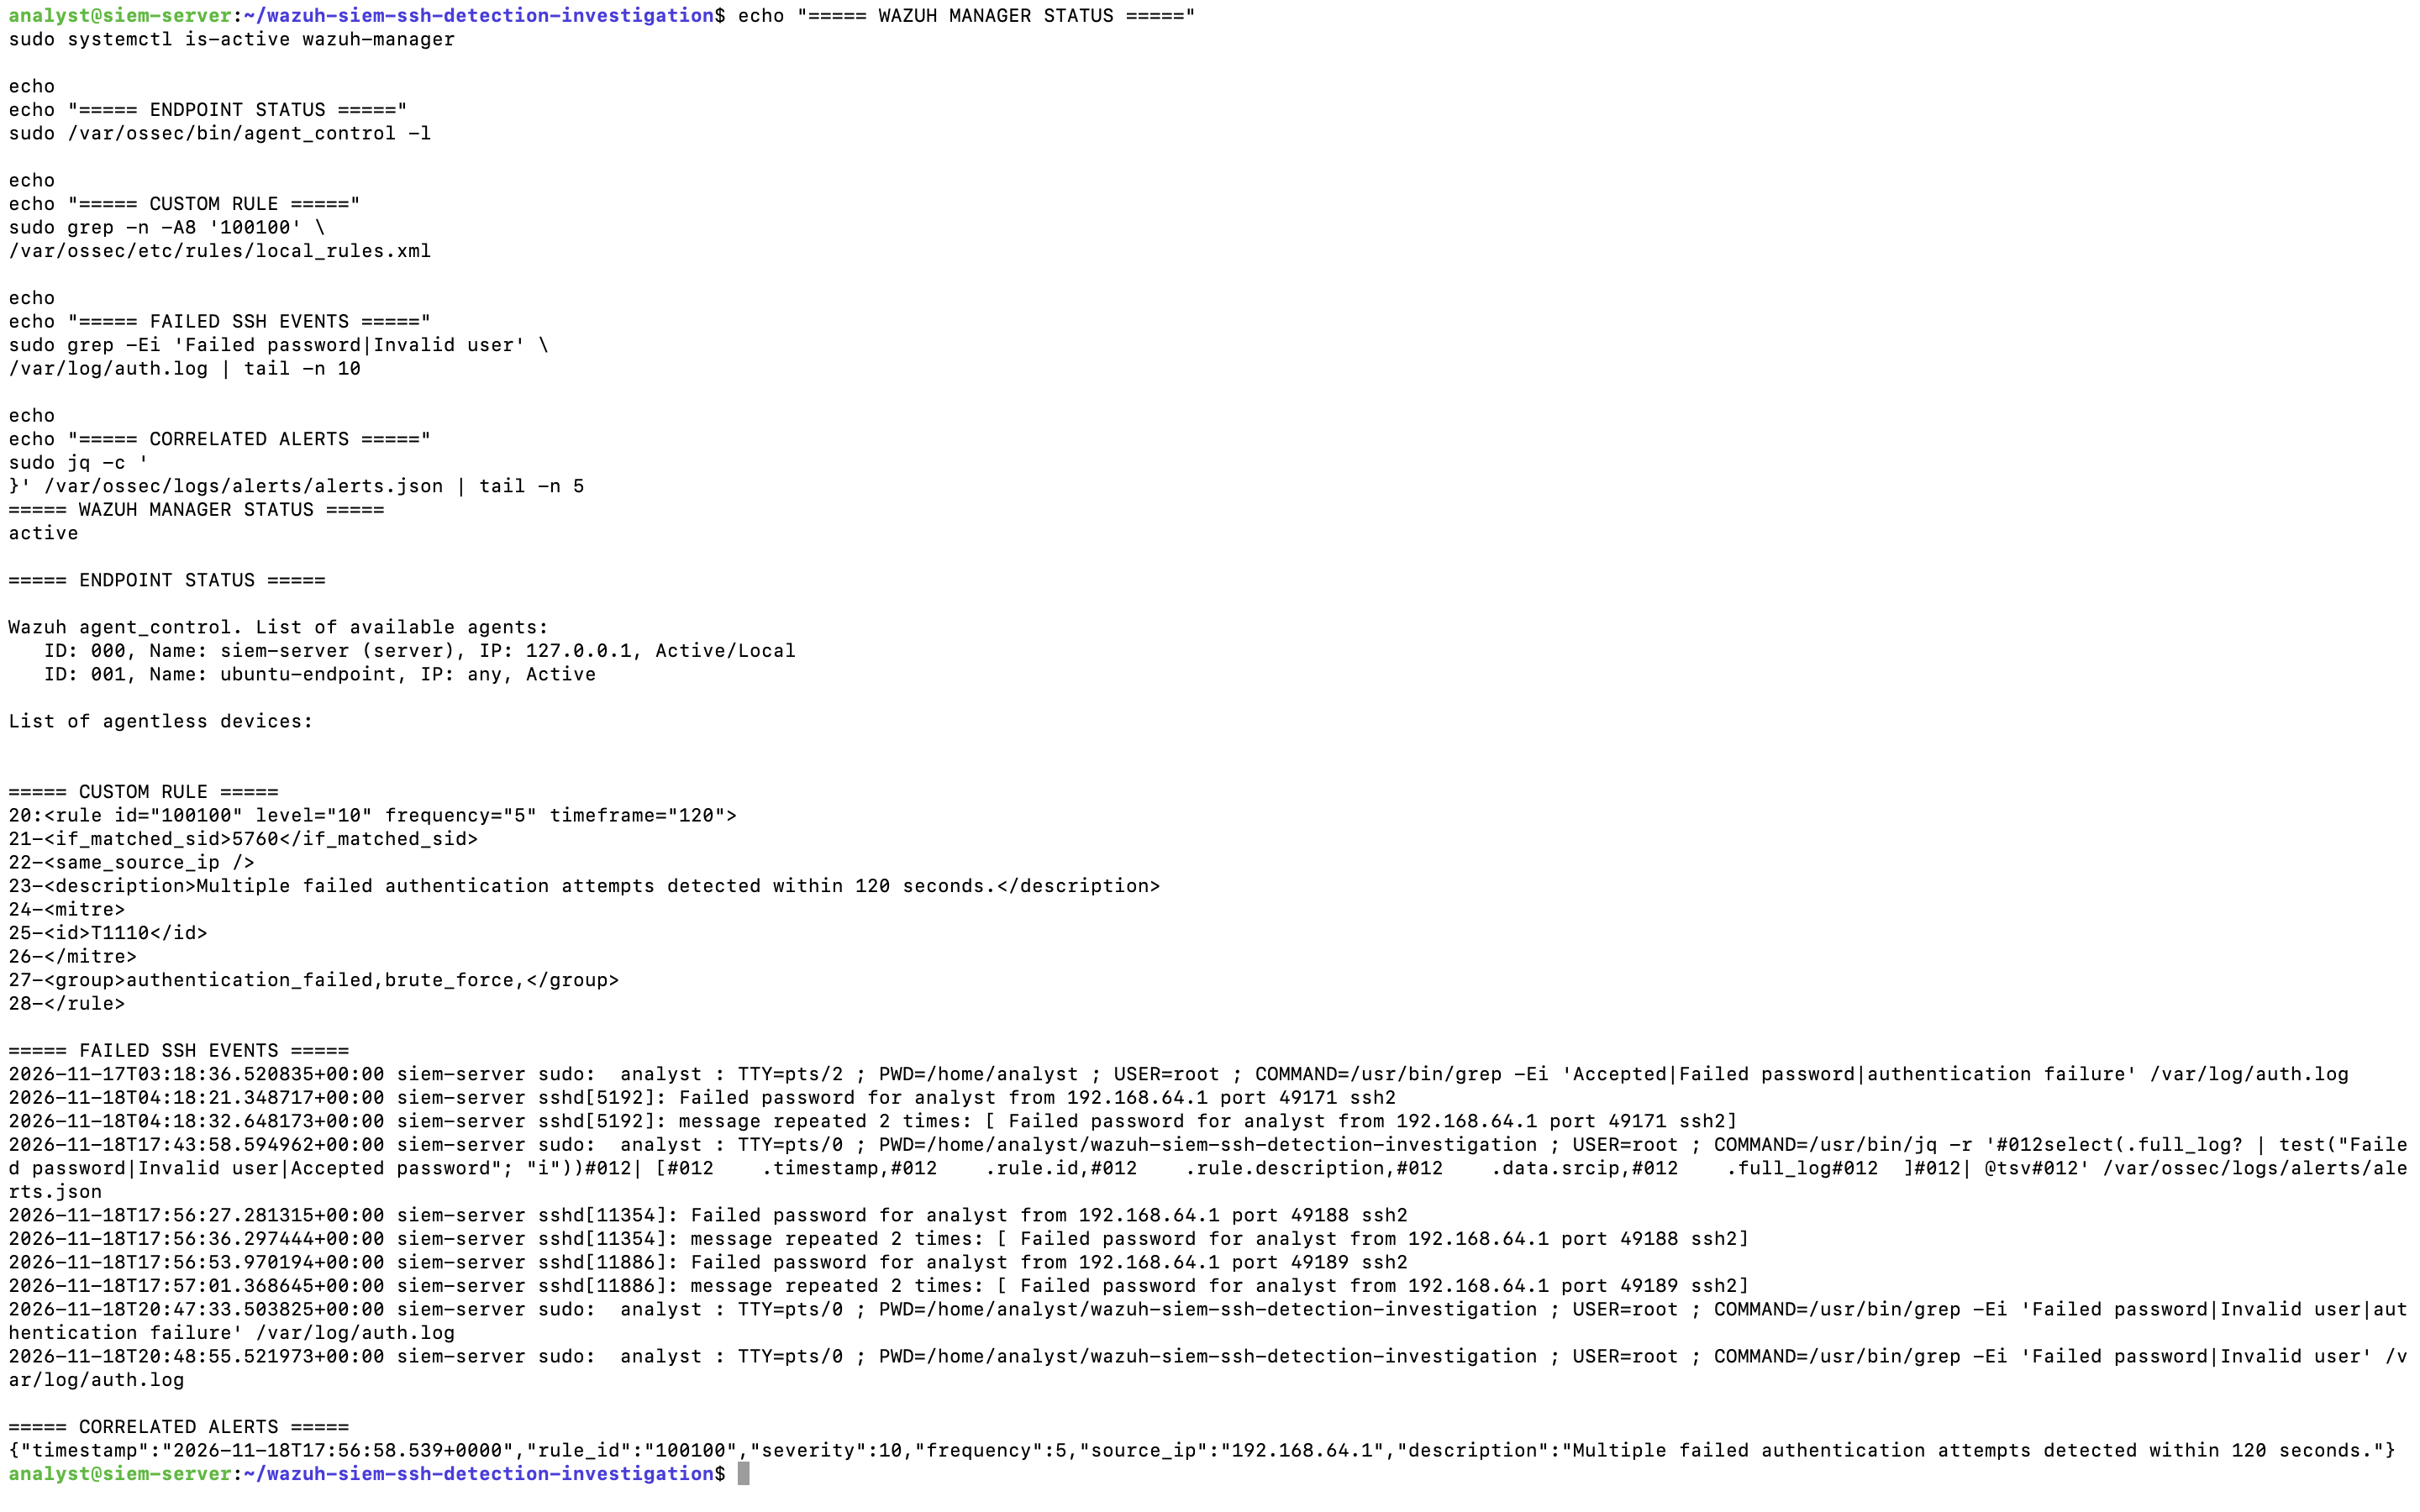 analyst@siem-server:~/wazuh-siem-ssh-detection-investigation$ echo "===== WAZUH MANAGER STATUS ====="
sudo systemctl is-active wazuh-manager

echo
echo "===== ENDPOINT STATUS ====="
sudo /var/ossec/bin/agent_control -l

echo
echo "===== CUSTOM RULE ====="
sudo grep -n -A8 '100100' \
/var/ossec/etc/rules/local_rules.xml

echo
echo "===== FAILED SSH EVENTS ====="
sudo grep -Ei 'Failed password|Invalid user' \
/var/log/auth.log | tail -n 10

echo
echo "===== CORRELATED ALERTS ====="
sudo jq -c '
}' /var/ossec/logs/alerts/alerts.json | tail -n 5
===== WAZUH MANAGER STATUS =====
active

===== ENDPOINT STATUS =====

Wazuh agent_control. List of available agents:
   ID: 000, Name: siem-server (server), IP: 127.0.0.1, Active/Local
   ID: 001, Name: ubuntu-endpoint, IP: any, Active

List of agentless devices:


===== CUSTOM RULE =====
20:<rule id="100100" level="10" frequency="5" timeframe="120">
21-<if_matched_sid>5760</if_matched_sid>
22-<same_source_ip />
23-<description>Multiple failed authentication attempts detected within 120 seconds.</description>
24-<mitre>
25-<id>T1110</id>
26-</mitre>
27-<group>authentication_failed,brute_force,</group>
28-</rule>

===== FAILED SSH EVENTS =====
2026-11-17T03:18:36.520835+00:00 siem-server sudo:  analyst : TTY=pts/2 ; PWD=/home/analyst ; USER=root ; COMMAND=/usr/bin/grep -Ei 'Accepted|Failed password|authentication failure' /var/log/auth.log
2026-11-18T04:18:21.348717+00:00 siem-server sshd[5192]: Failed password for analyst from 192.168.64.1 port 49171 ssh2
2026-11-18T04:18:32.648173+00:00 siem-server sshd[5192]: message repeated 2 times: [ Failed password for analyst from 192.168.64.1 port 49171 ssh2]
2026-11-18T17:43:58.594962+00:00 siem-server sudo:  analyst : TTY=pts/0 ; PWD=/home/analyst/wazuh-siem-ssh-detection-investigation ; USER=root ; COMMAND=/usr/bin/jq -r '#012select(.full_log? | test("Faile
d password|Invalid user|Accepted password"; "i"))#012| [#012    .timestamp,#012    .rule.id,#012    .rule.description,#012    .data.srcip,#012    .full_log#012  ]#012| @tsv#012' /var/ossec/logs/alerts/ale
rts.json
2026-11-18T17:56:27.281315+00:00 siem-server sshd[11354]: Failed password for analyst from 192.168.64.1 port 49188 ssh2
2026-11-18T17:56:36.297444+00:00 siem-server sshd[11354]: message repeated 2 times: [ Failed password for analyst from 192.168.64.1 port 49188 ssh2]
2026-11-18T17:56:53.970194+00:00 siem-server sshd[11886]: Failed password for analyst from 192.168.64.1 port 49189 ssh2
2026-11-18T17:57:01.368645+00:00 siem-server sshd[11886]: message repeated 2 times: [ Failed password for analyst from 192.168.64.1 port 49189 ssh2]
2026-11-18T20:47:33.503825+00:00 siem-server sudo:  analyst : TTY=pts/0 ; PWD=/home/analyst/wazuh-siem-ssh-detection-investigation ; USER=root ; COMMAND=/usr/bin/grep -Ei 'Failed password|Invalid user|aut
hentication failure' /var/log/auth.log
2026-11-18T20:48:55.521973+00:00 siem-server sudo:  analyst : TTY=pts/0 ; PWD=/home/analyst/wazuh-siem-ssh-detection-investigation ; USER=root ; COMMAND=/usr/bin/grep -Ei 'Failed password|Invalid user' /v
ar/log/auth.log

===== CORRELATED ALERTS =====
{"timestamp":"2026-11-18T17:56:58.539+0000","rule_id":"100100","severity":10,"frequency":5,"source_ip":"192.168.64.1","description":"Multiple failed authentication attempts detected within 120 seconds."}
analyst@siem-server:~/wazuh-siem-ssh-detection-investigation$